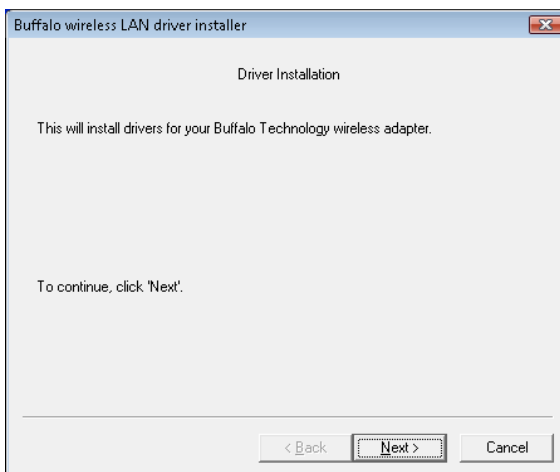 Buffalo wireless LAN driver installer
Driver Installation
This will install drivers for your Buffalo Technology wireless adapter.
To continue, click 'Next'.
< Back Next > Cancel